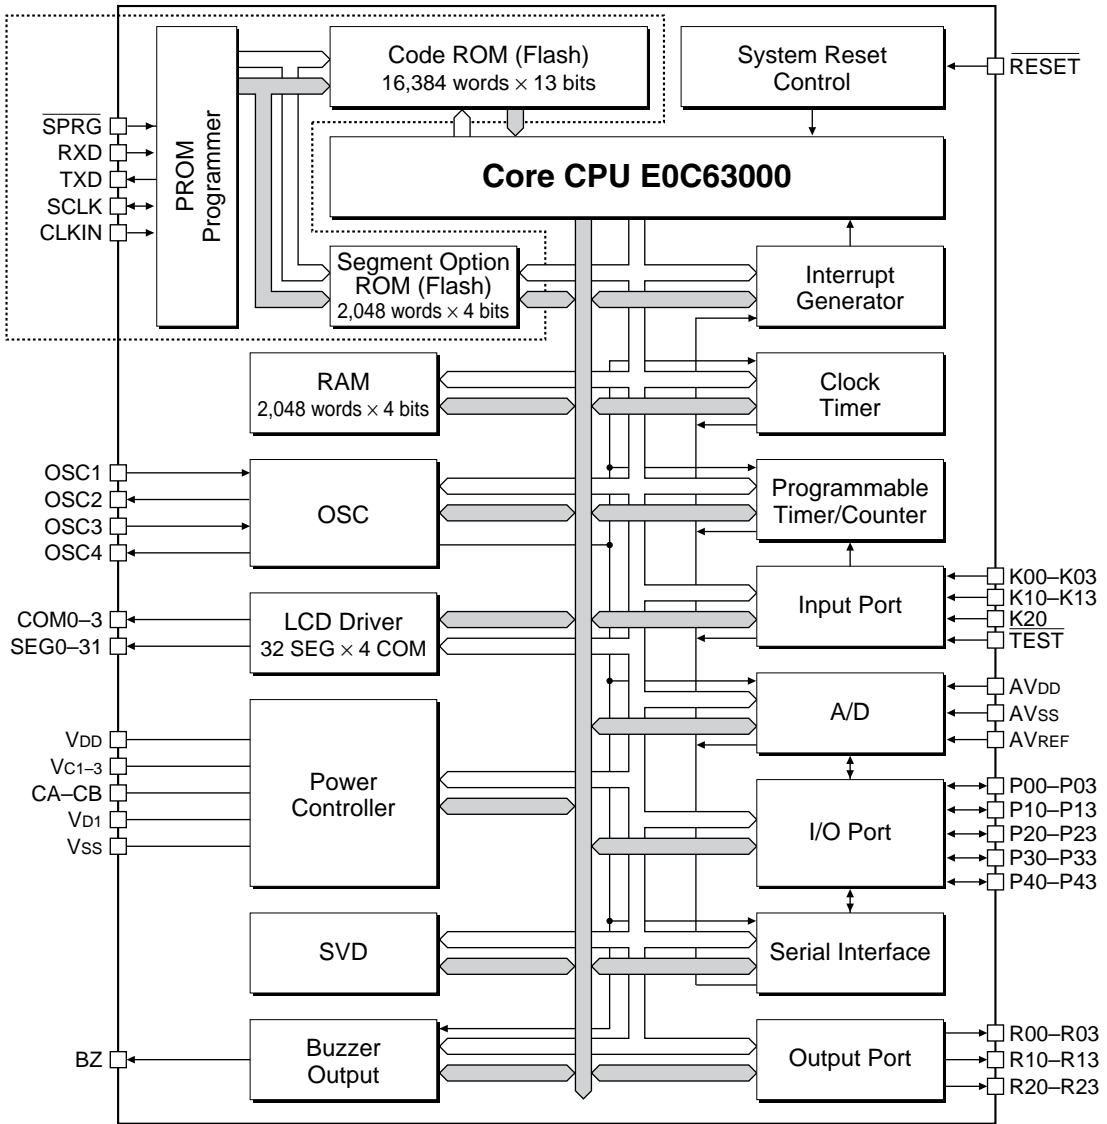 Code ROM (Flash)
16,384 words × 13 bits
System Reset
Control
RESET
SPRG
RXD
TXD
SCLK
CLKIN
PROM
Programmer
Core CPU E0C63000
Segment Option
ROM (Flash)
2,048 words × 4 bits
Interrupt
Generator
RAM
2,048 words × 4 bits
Clock
Timer
OSC1
OSC2
OSC3
OSC4
OSC
Programmable
Timer/Counter
COM0–3
SEG0–31
LCD Driver
32 SEG × 4 COM
Input Port
K00–K03
K10–K13
K20
TEST
A/D
AVDD
AVSS
AVREF
VDD
VC1–3
CA–CB
VD1
VSS
Power
Controller
I/O Port
P00–P03
P10–P13
P20–P23
P30–P33
P40–P43
SVD
Serial Interface
BZ
Buzzer
Output
Output Port
R00–R03
R10–R13
R20–R23